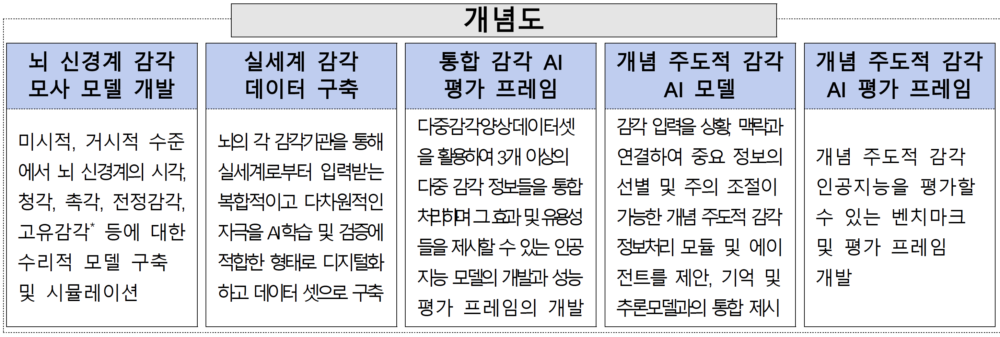 개념도
뇌 신경계 감각
모사 모델 개발
미시적, 거시적 수준
에서 뇌 신경계의 시각,
청각, 촉각, 전정감각,
고유감각* 등에 대한
수리적 모델 구축
및 시뮬레이션
실세계 감각
데이터 구축
뇌의 각 감각기관을 통해
실세계로부터 입력받는
복합적이고 다차원적인
자극을 AI 학습 및 검증에
적합한 형태로 디지털화
하고 데이터 셋으로 구축
통합 감각 AI
평가 프레임
다중감각양상 데이터셋
을 활용하여 3개 이상의
다중 감각 정보들을 통합
처리하며 그 효과 및 유용성
들을 제시할 수 있는 인공
지능 모델의 개발과 성능
평가 프레임의 개발
개념 주도적 감각
AI 모델
감각 입력을 상황, 맥락과
연결하여 중요 정보의
선별 및 주의 조절이
가능한 개념 주도적 감각
정보처리 모듈 및 에이
전트를 제안, 기억 및
추론모델과의 통합 제시
개념 주도적 감각
AI 평가 프레임
개념 주도적 감각
인공지능을 평가할
수 있는 벤치마크
및 평가 프레임
개발